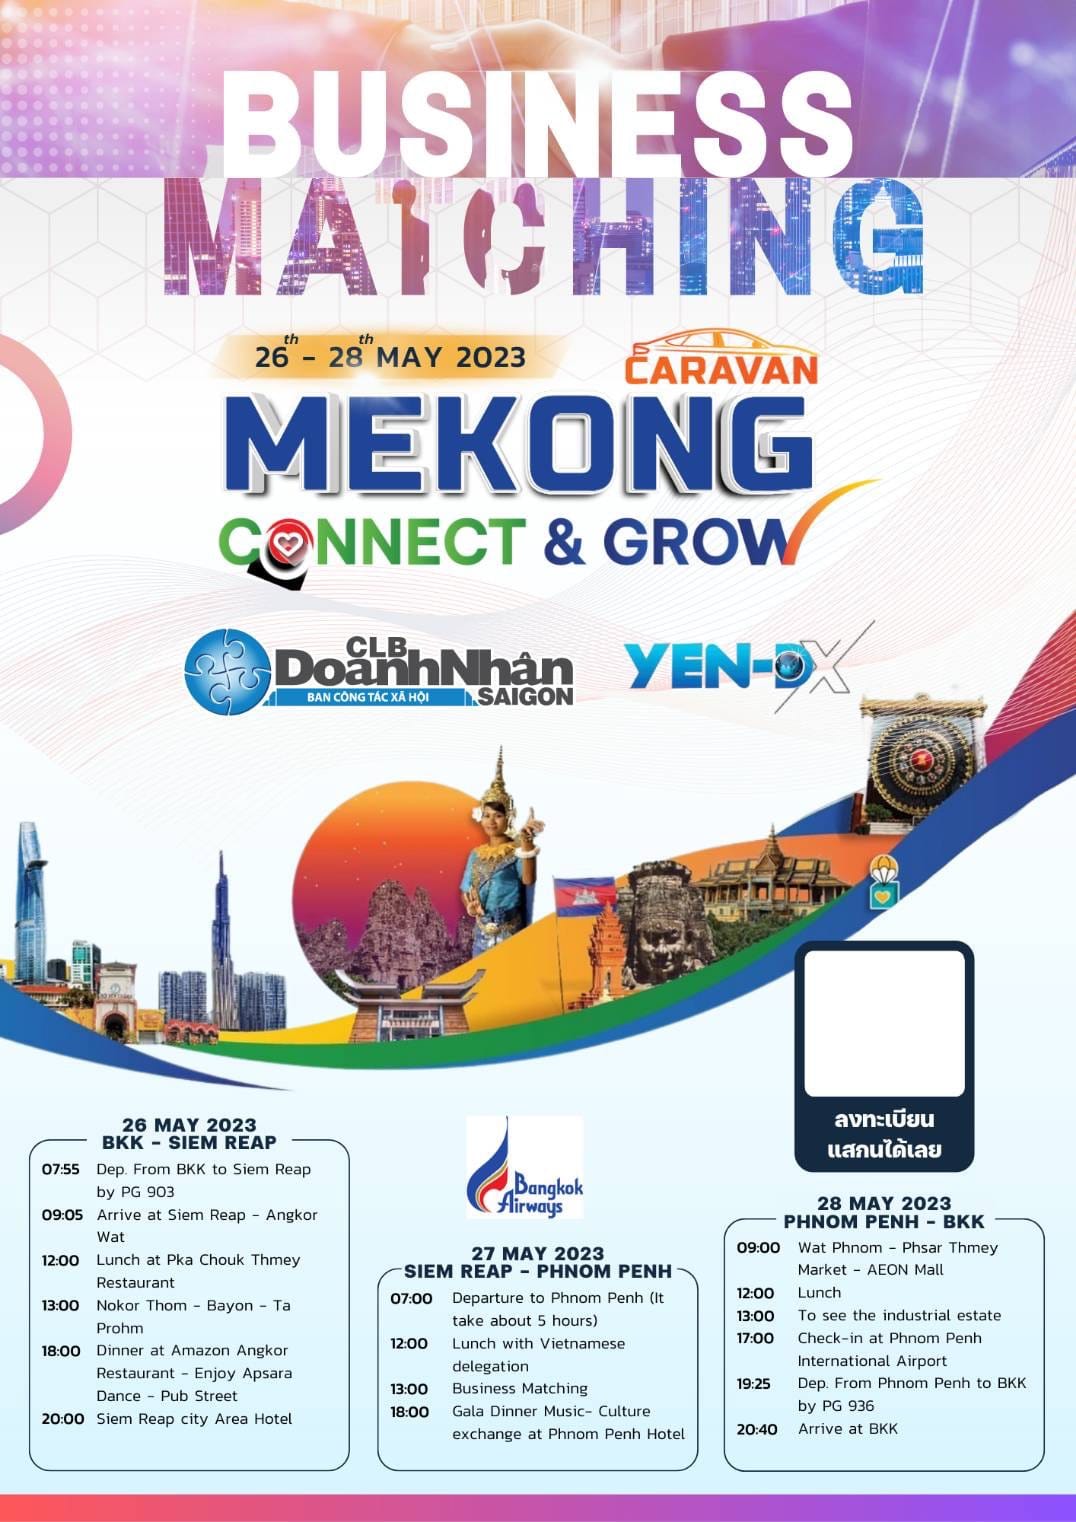 BUSINESS
MATCHING
26th - 28th MAY 2023
CARAVAN
MEKONG
CONNECT & GROW
CLB
DoanhNhân
BAN CÔNG TÁC XÃ HỘI
SAIGON
YEN-DX
ลงทะเบียน
แสกนได้เลย
26 MAY 2023
BKK - SIEM REAP
07:55 Dep. From BKK to Siem Reap
by PG 903
09:05 Arrive at Siem Reap - Angkor
Wat
12:00 Lunch at Pka Chouk Thmey
Restaurant
13:00 Nokor Thom - Bayon - Ta
Prohm
18:00 Dinner at Amazon Angkor
Restaurant - Enjoy Apsara
Dance - Pub Street
20:00 Siem Reap city Area Hotel
Bangkok
Airways
27 MAY 2023
SIEM REAP - PHNOM PENH
07:00 Departure to Phnom Penh (It
take about 5 hours)
12:00 Lunch with Vietnamese
delegation
13:00 Business Matching
18:00 Gala Dinner Music- Culture
exchange at Phnom Penh Hotel
28 MAY 2023
PHNOM PENH - BKK
09:00 Wat Phnom - Phsar Thmey
Market - AEON Mall
12:00 Lunch
13:00 To see the industrial estate
17:00 Check-in at Phnom Penh
International Airport
19:25 Dep. From Phnom Penh to BKK
by PG 936
20:40 Arrive at BKK